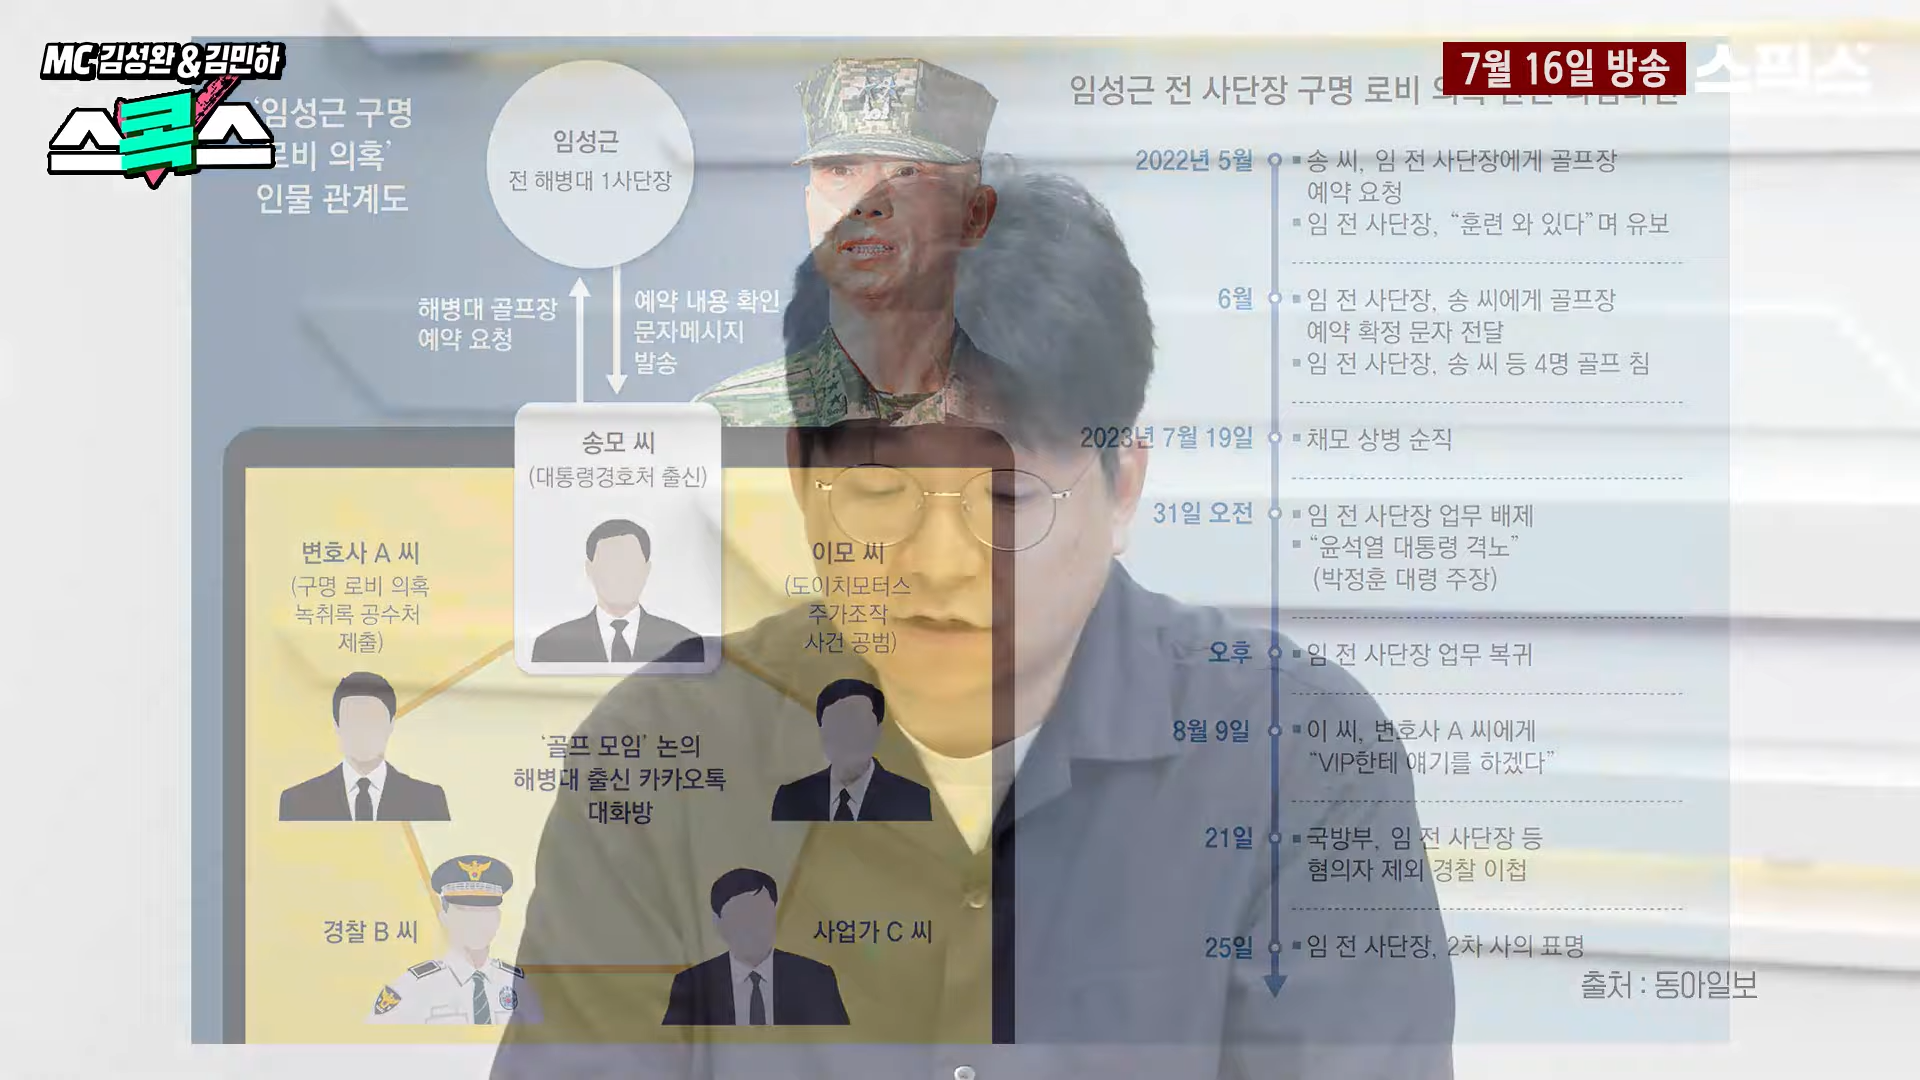 MC 김성완&김민하
스콕스
7월 16일 방송
스피스
‘임성근 구명
로비 의혹’
인물 관계도
임성근
전 해병대 1사단장
해병대 골프장
예약 요청
예약 내용 확인
문자메시지
발송
송모 씨
(대통령경호처 출신)
변호사 A 씨
(구명 로비 의혹
녹취록 공수처
제출)
이모 씨
(도이치모터스
주가조작
사건 공범)
‘골프 모임’ 논의
해병대 출신 카카오톡
대화방
경찰 B 씨
사업가 C 씨
임성근 전 사단장 구명 로비 의혹
2022년 5월 ▪송 씨, 임 전 사단장에게 골프장
예약 요청
▪임 전 사단장, “훈련 와 있다”며 유보
6월 ▪임 전 사단장, 송 씨에게 골프장
예약 확정 문자 전달
▪임 전 사단장, 송 씨 등 4명 골프 침
2023년 7월 19일 ▪채모 상병 순직
31일 오전 ▪임 전 사단장 업무 배제
▪“윤석열 대통령 격노”
(박정훈 대령 주장)
오후 ▪임 전 사단장 업무 복귀
8월 9일 ▪이 씨, 변호사 A 씨에게
“VIP한테 얘기를 하겠다”
21일 ▪국방부, 임 전 사단장 등
혐의자 제외 경찰 이첩
25일 ▪임 전 사단장, 2차 사의 표명
출처 : 동아일보